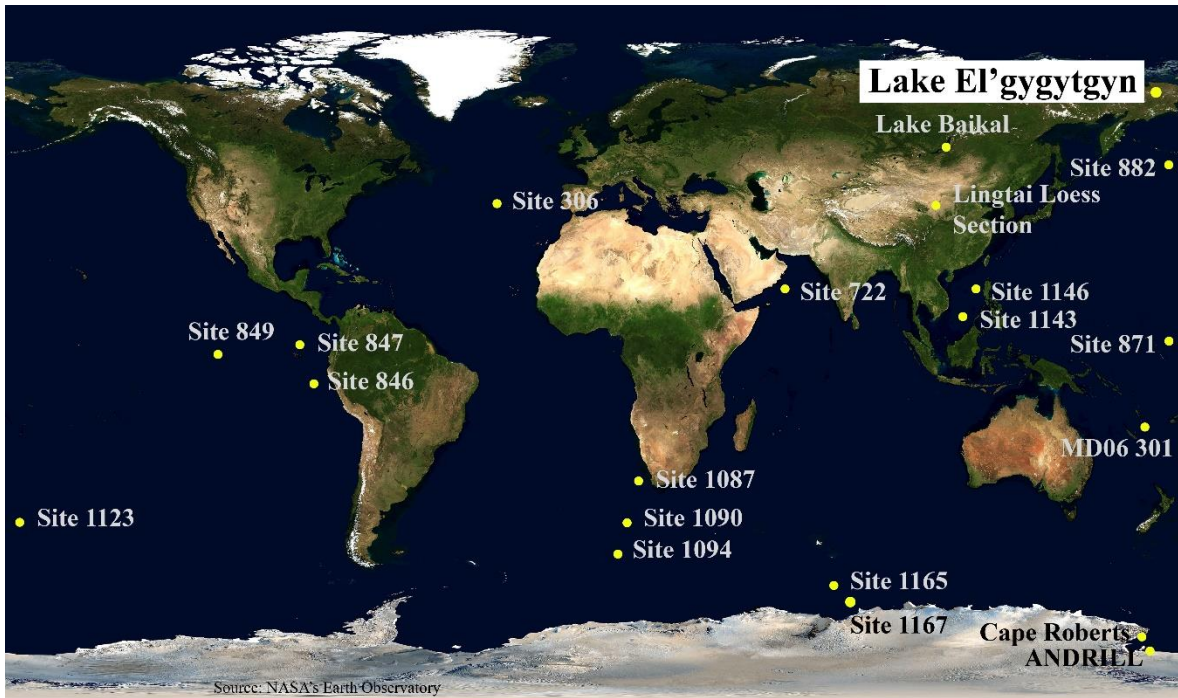 Lake El’gygytgyn
Lake Baikal
Site 882
Lingtai Loess
Section
Site 306
Site 722
Site 1146
Site 1143
Site 849
Site 847
Site 871
Site 846
MD06 301
Site 1087
Site 1123
Site 1090
Site 1094
Site 1165
Site 1167
Cape Roberts
ANDRILL
Source: NASA’s Earth Observatory